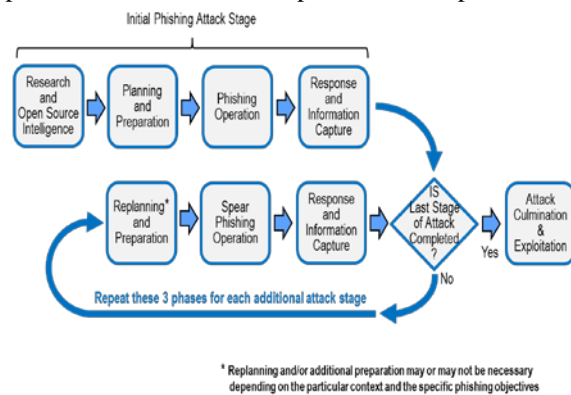 Initial Phishing Attack Stage
Research
and
Open Source
Intelligence
Planning
and
Preparation
Phishing
Operation
Response
and
Information
Capture
Replanning*
and
Preparation
Spear
Phishing
Operation
Response
and
Information
Capture
IS
Last Stage
of Attack
Completed
?
Yes
Attack
Culmination
&
Exploitation
No
Repeat these 3 phases for each additional attack stage
* Replanning and/or additional preparation may or may not be necessary
depending on the particular context and the specific phishing objectives